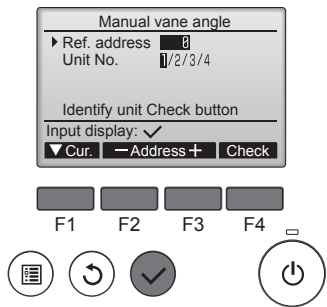 Manual vane angle
Ref. address 0
Unit No. 1/2/3/4
Identify unit Check button
Input display: ✓
▼ Cur. − Address + Check
F1 F2 F3 F4